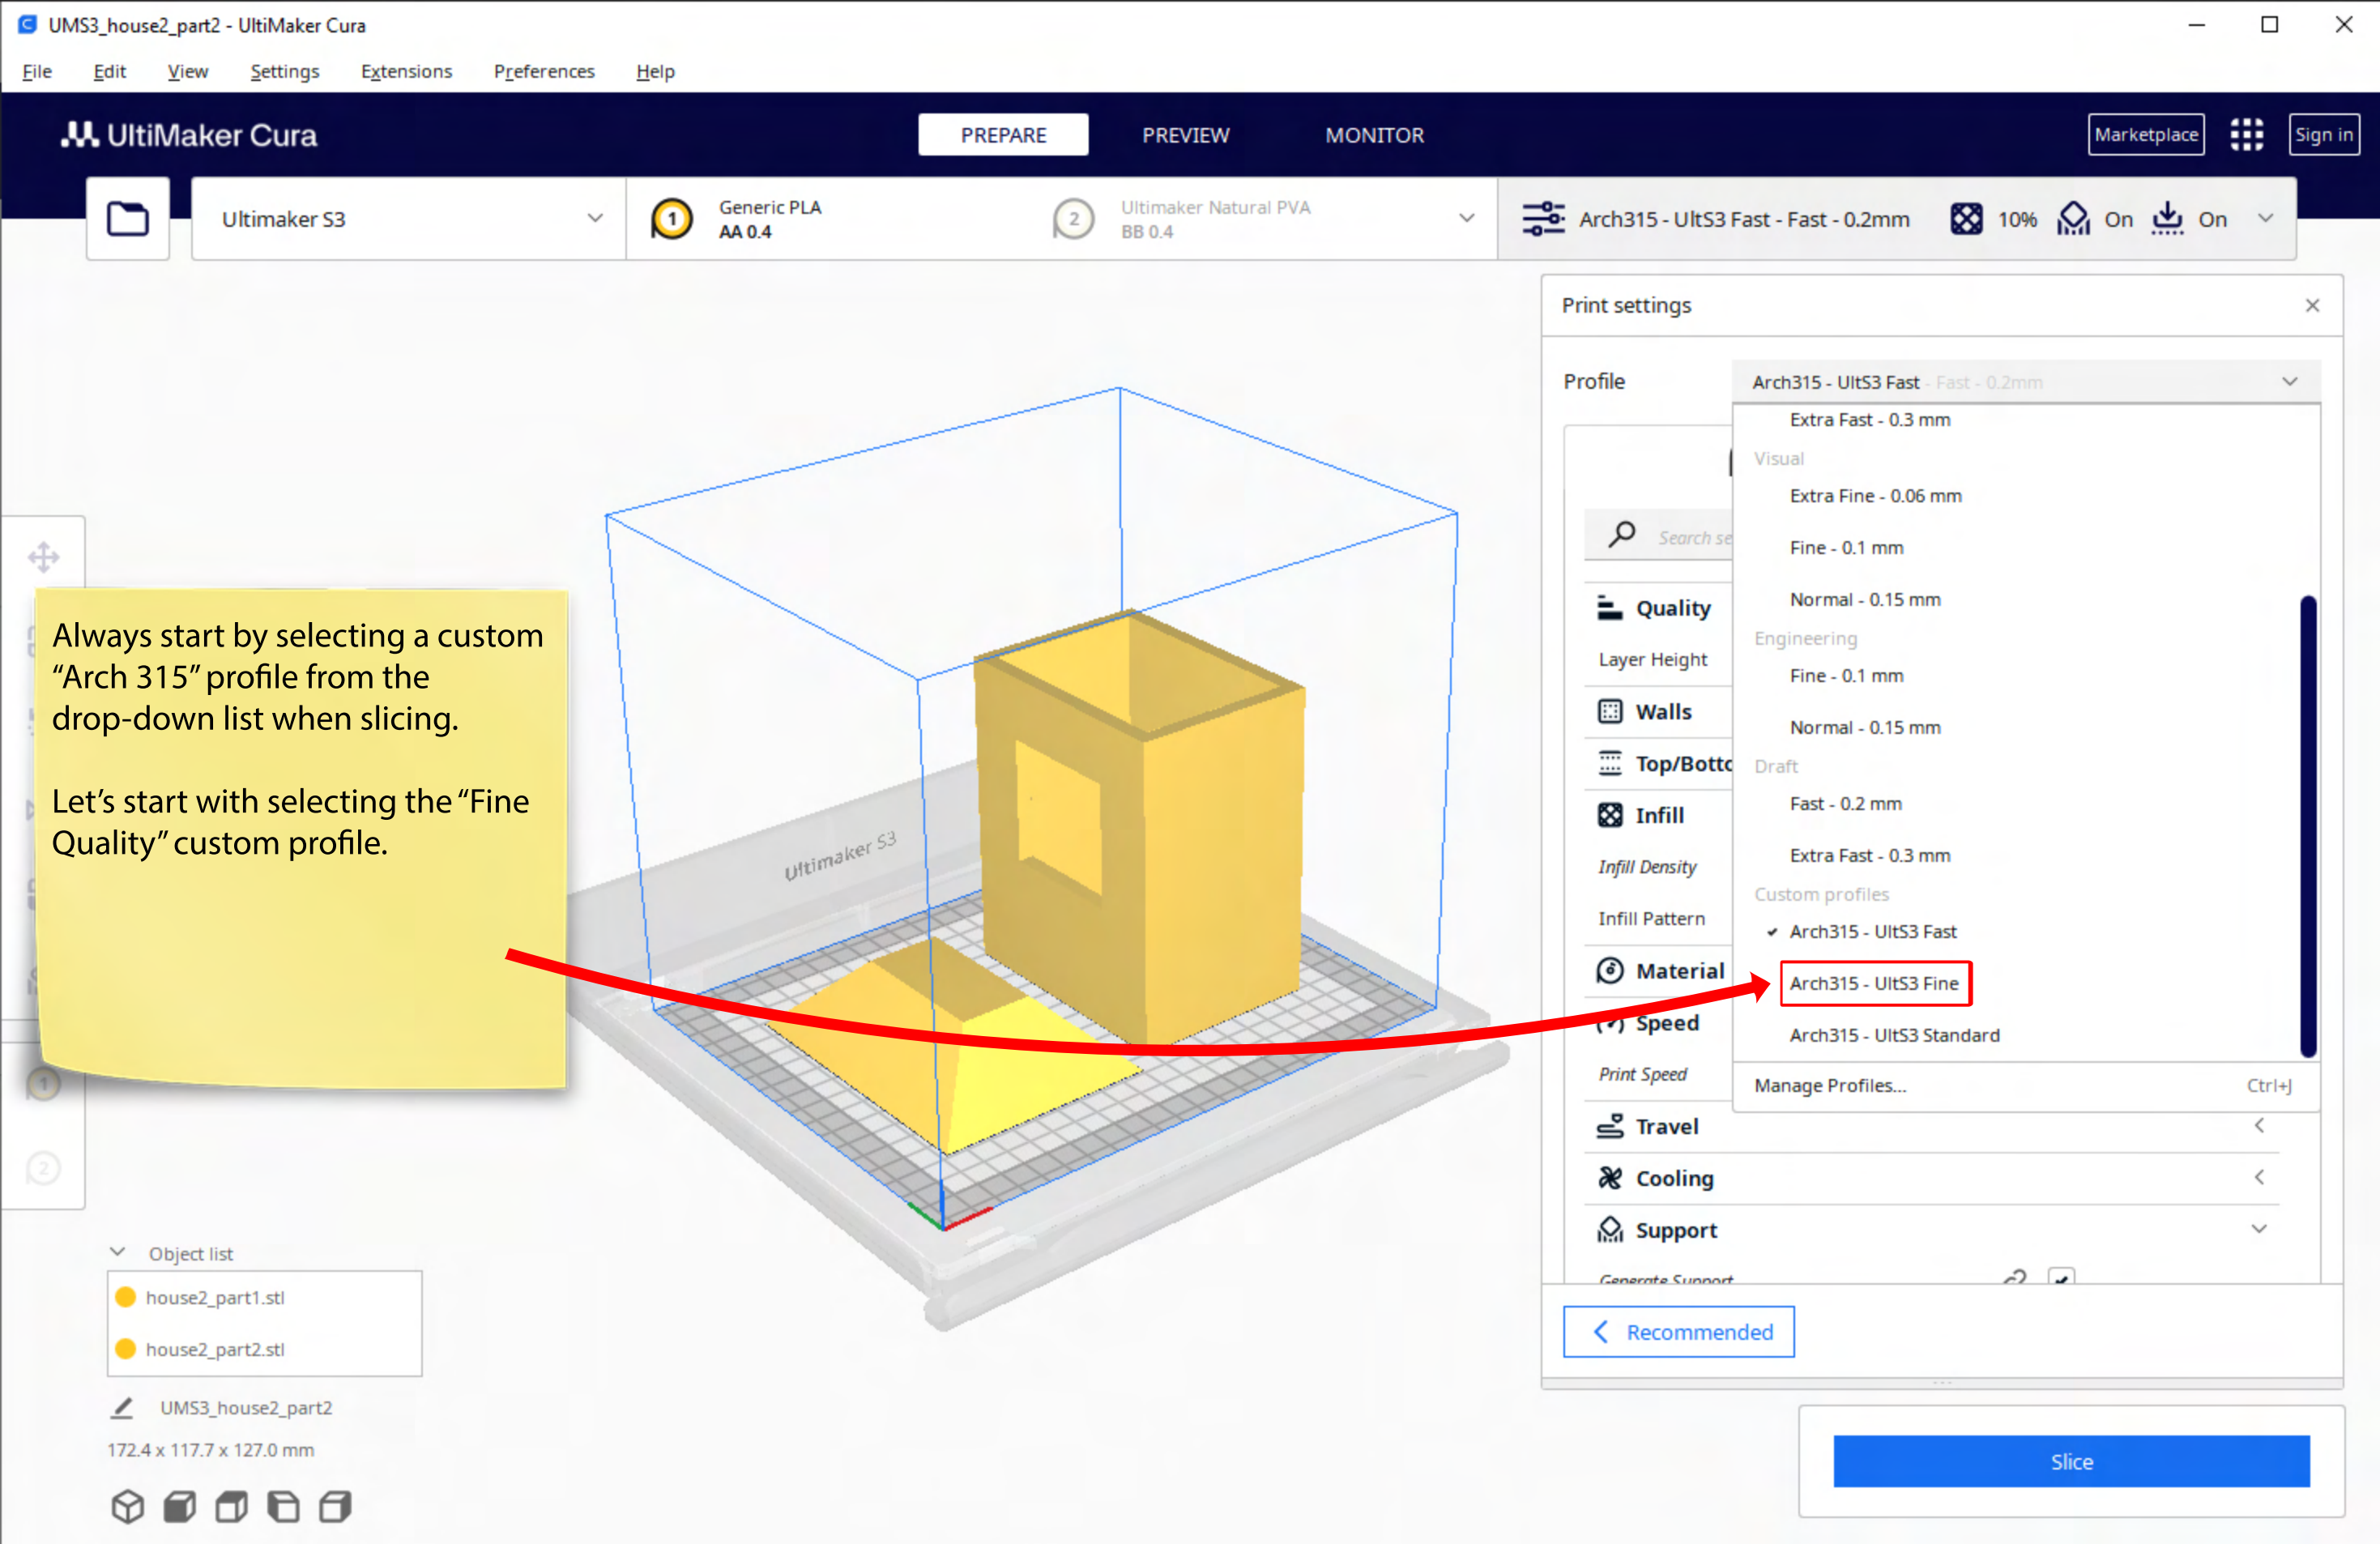 UMS3_house2_part2 - UltiMaker Cura
File Edit View Settings Extensions Preferences Help
UltiMaker Cura
PREPARE PREVIEW MONITOR
Marketplace Sign in
Ultimaker S3
1 Generic PLA
AA 0.4
2 Ultimaker Natural PVA
BB 0.4
Arch315 - UltS3 Fast - Fast - 0.2mm 10% On On
Print settings
Profile Arch315 - UltS3 Fast - Fast - 0.2mm
Extra Fast - 0.3 mm
Visual
Extra Fine - 0.06 mm
Fine - 0.1 mm
Normal - 0.15 mm
Engineering
Fine - 0.1 mm
Normal - 0.15 mm
Draft
Fast - 0.2 mm
Extra Fast - 0.3 mm
Custom profiles
Arch315 - UltS3 Fast
Arch315 - UltS3 Fine
Arch315 - UltS3 Standard
Manage Profiles... Ctrl+J
Search se
Quality
Layer Height
Walls
Top/Botto
Infill
Infill Density
Infill Pattern
Material
Speed
Print Speed
Travel
Cooling
Support
Generate Support
Recommended
Slice
Always start by selecting a custom
“Arch 315” profile from the
drop-down list when slicing.
Let’s start with selecting the “Fine
Quality” custom profile.
Ultimaker S3
1
2
Object list
house2_part1.stl
house2_part2.stl
UMS3_house2_part2
172.4 x 117.7 x 127.0 mm